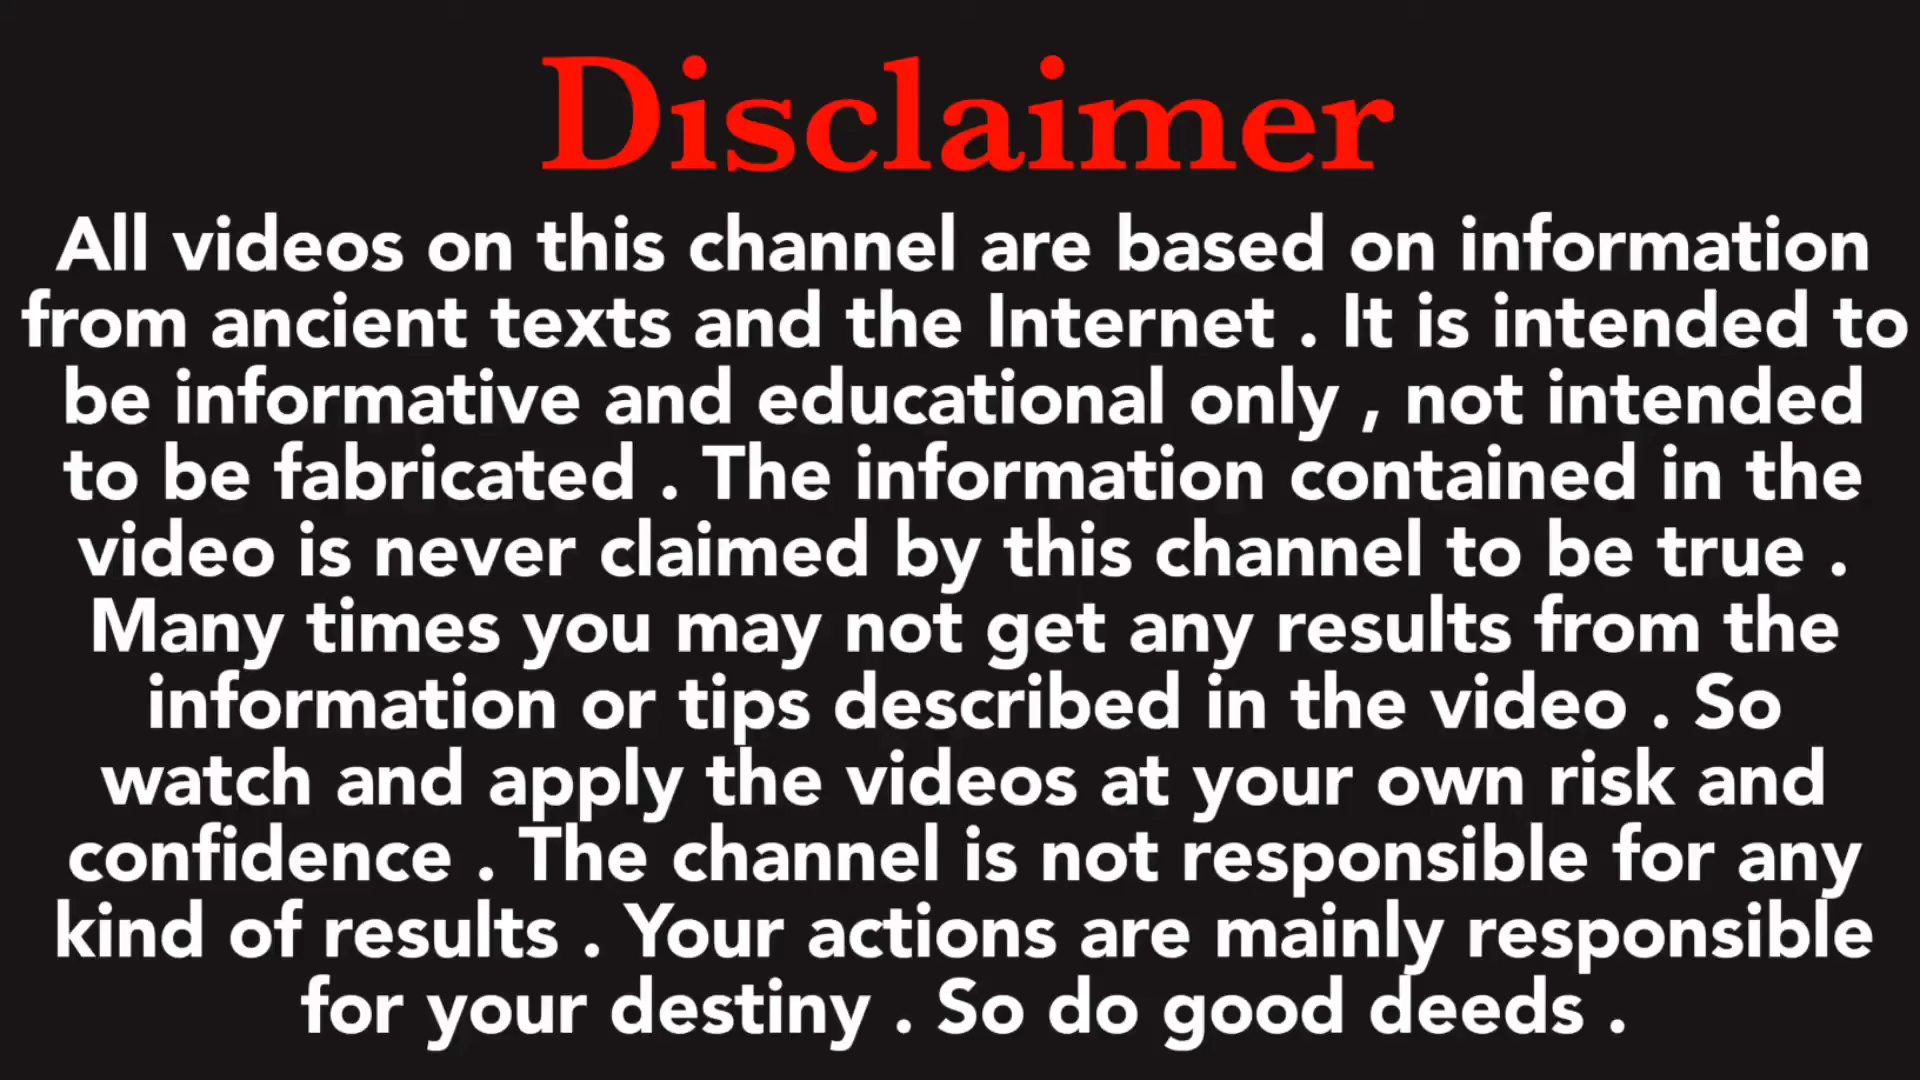 Disclaimer
All videos on this channel are based on information
from ancient texts and the Internet . It is intended to
be informative and educational only , not intended
to be fabricated . The information contained in the
video is never claimed by this channel to be true .
Many times you may not get any results from the
information or tips described in the video . So
watch and apply the videos at your own risk and
confidence . The channel is not responsible for any
kind of results . Your actions are mainly responsible
for your destiny . So do good deeds .